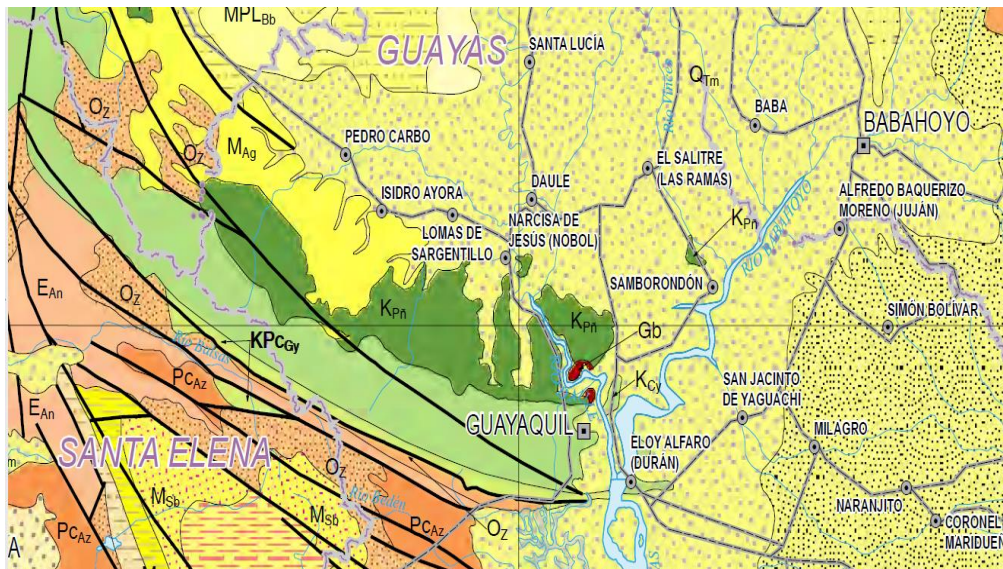 MPLBb
GUAYAS
SANTA LUCÍA
QTm
Río Vinces
BABA
BABAHOYO
OZ
PEDRO CARBO
OZ
MAg
EL SALITRE
(LAS RAMAS)
DAULE
ISIDRO AYORA
ALFREDO BAQUERIZO
MORENO (JUJÁN)
LOMAS DE
SARGENTILLO
NARCISA DE
JESÚS (NOBOL)
KPñ
RÍO BABAHOYO
SAMBORONDÓN
EAn
OZ
KPñ
KPñ
SIMÓN BOLÍVAR
Gb
KPcGy
PcAz
KCy
SAN JACINTO
DE YAGUACHI
EAn
GUAYAQUIL
MILAGRO
SANTA ELENA
OZ
ELOY ALFARO
(DURÁN)
MSb
MSb
NARANJITO
PcAz
PcAz
OZ
CORONEL
MARIDUEÑ
A